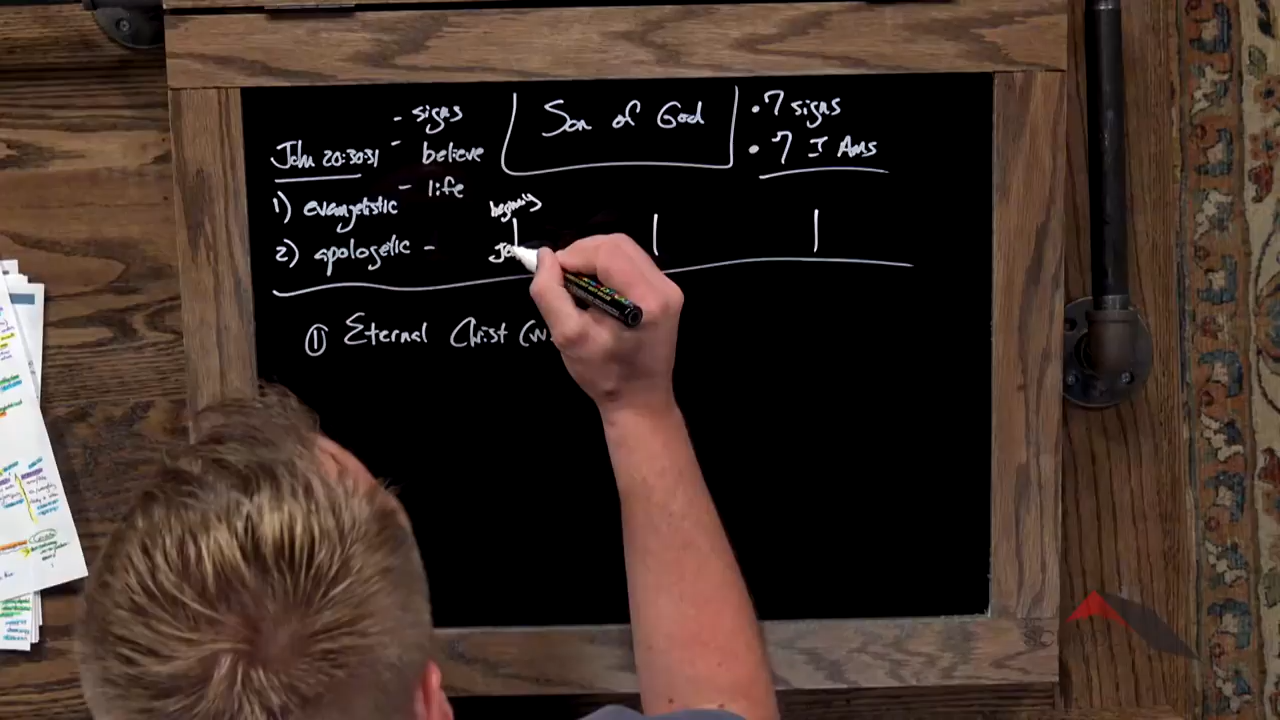 John 20:30-31
- signs
- believe
- life
1) evangelistic
2) apologetic -
Son of God
• 7 signs
• 7 I Ams
beginning
① Eternal Christ